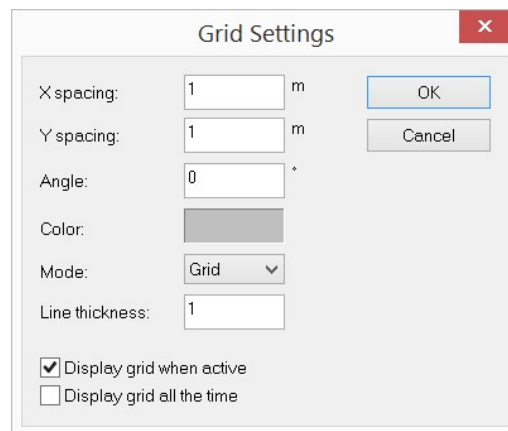 Grid Settings
X spacing: 1 m
OK
Y spacing: 1 m
Cancel
Angle: 0 °
Color:
Mode: Grid
Line thickness: 1
Display grid when active
Display grid all the time